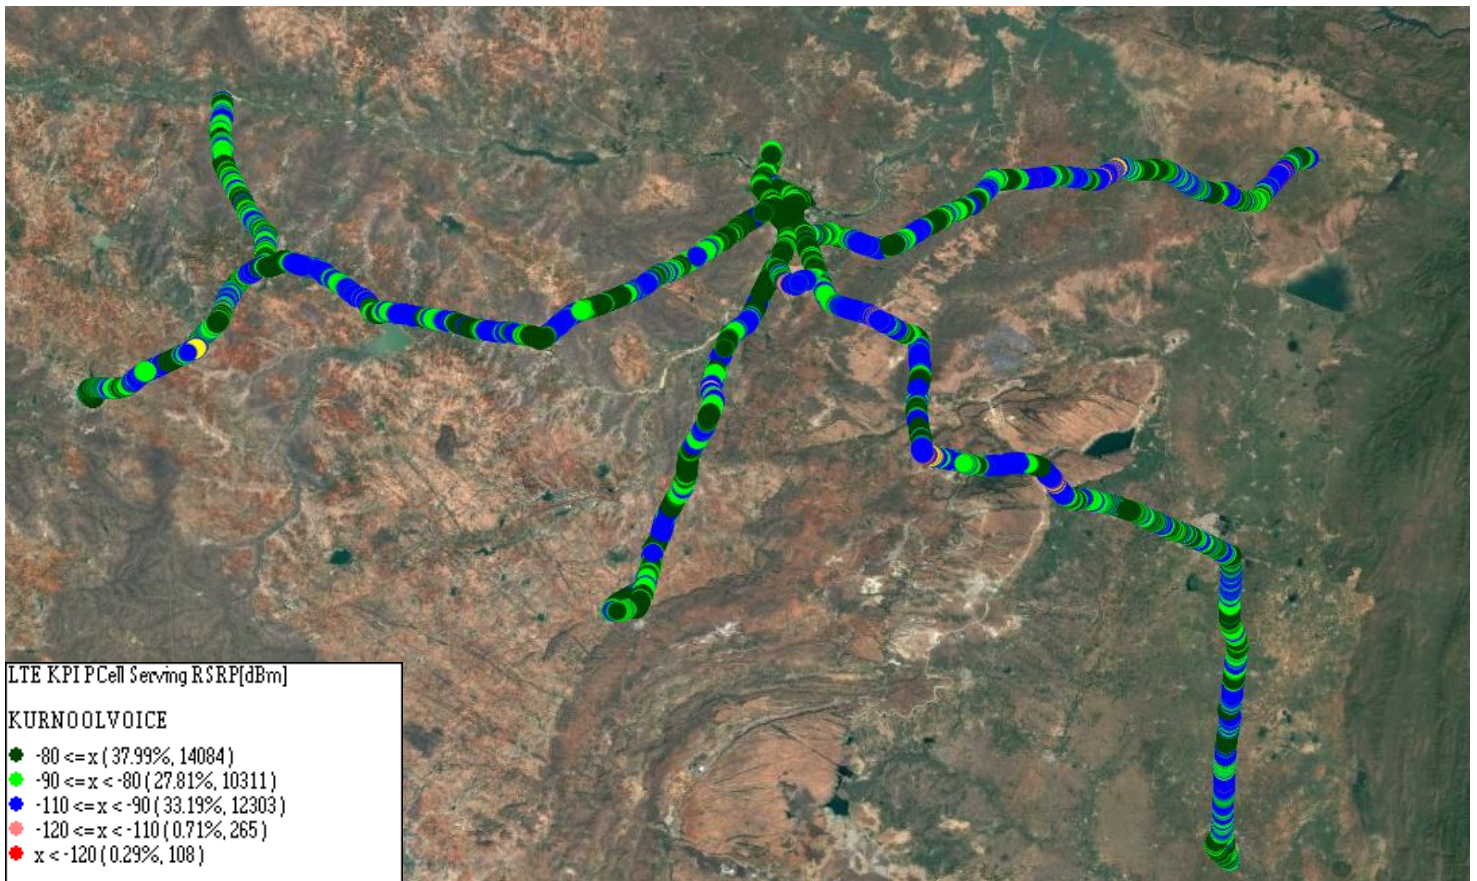 LTE KPI PCell Serving RSRP[dBm]
KURNOOLVOICE
-80 <= x ( 37.99%, 14084 )
-90 <= x < -80 ( 27.81%, 10311 )
-110 <= x < -90 ( 33.19%, 12303 )
-120 <= x < -110 ( 0.71%, 265 )
x < -120 ( 0.29%, 108 )